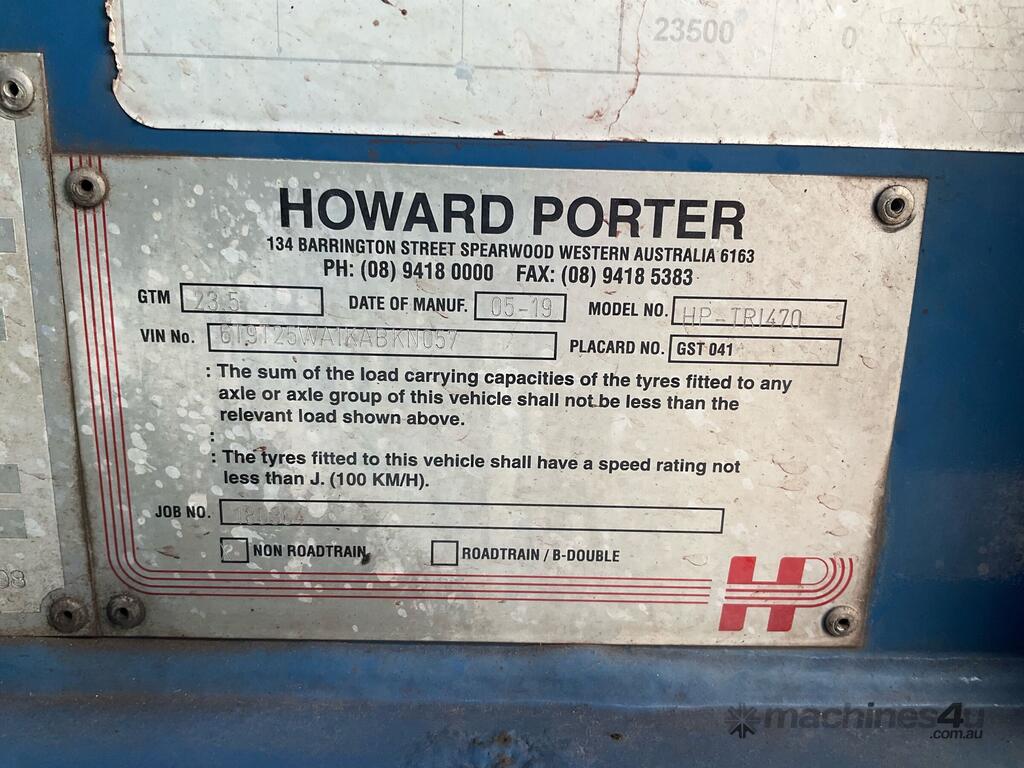 23500 0
HOWARD PORTER
134 BARRINGTON STREET SPEARWOOD WESTERN AUSTRALIA 6163
PH: (08) 9418 0000 FAX: (08) 9418 5383
GTM 23.5 DATE OF MANUF. 05-19 MODEL NO. HP-TRI470
VIN No. 6T9T25WA1KABKN057 PLACARD NO. GST 041
: The sum of the load carrying capacities of the tyres fitted to any
axle or axle group of this vehicle shall not be less than the
relevant load shown above.
:
: The tyres fitted to this vehicle shall have a speed rating not
less than J. (100 KM/H).
JOB NO.
NON ROADTRAIN ROADTRAIN / B-DOUBLE
HP
machines4u
.com.au